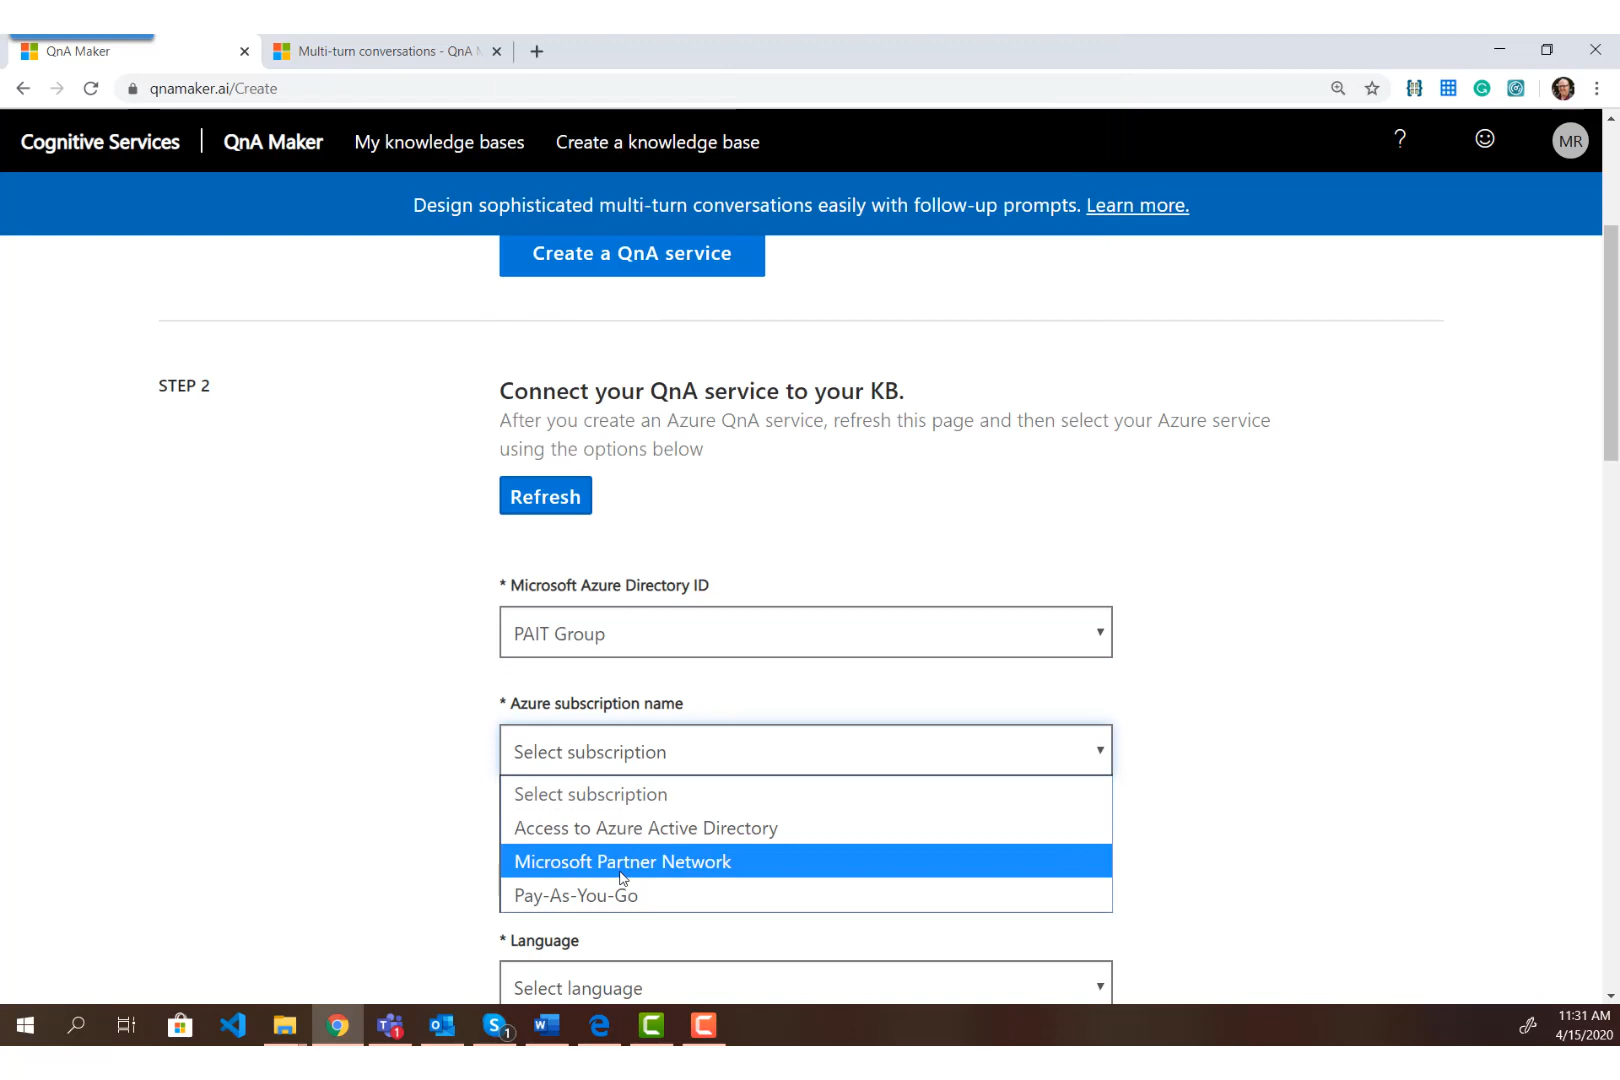 QnA Maker
Multi-turn conversations - QnA M
qnamaker.ai/Create
Cognitive Services
QnA Maker
My knowledge bases
Create a knowledge base
?
MR
Design sophisticated multi-turn conversations easily with follow-up prompts. Learn more.
Create a QnA service
STEP 2
Connect your QnA service to your KB.
After you create an Azure QnA service, refresh this page and then select your Azure service
using the options below
Refresh
* Microsoft Azure Directory ID
PAIT Group
* Azure subscription name
Select subscription
Select subscription
Access to Azure Active Directory
Microsoft Partner Network
Pay-As-You-Go
* Language
Select language
11:31 AM
4/15/2020